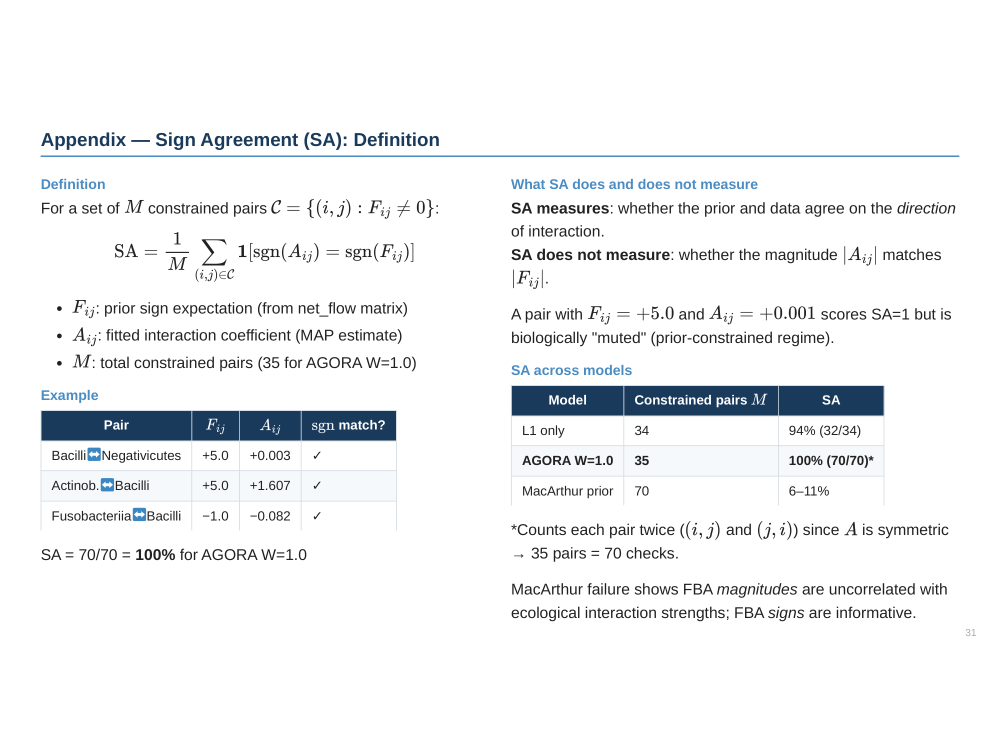 Appendix — Sign Agreement (SA): Definition
Definition
For a set of M constrained pairs 𝒞 = {(i, j) : F_{ij} ≠ 0}:
SA = \frac{1}{M} \sum_{(i,j)∈𝒞} 𝟏[sgn(A_{ij}) = sgn(F_{ij})]
• F_{ij}: prior sign expectation (from net_flow matrix)
• A_{ij}: fitted interaction coefficient (MAP estimate)
• M: total constrained pairs (35 for AGORA W=1.0)
Example
Pair F_{ij} A_{ij} sgn match?
Bacilli↔️Negativicutes +5.0 +0.003 ✓
Actinob.↔️Bacilli +5.0 +1.607 ✓
Fusobacteriia↔️Bacilli −1.0 −0.082 ✓
SA = 70/70 = 100% for AGORA W=1.0
What SA does and does not measure
SA measures: whether the prior and data agree on the direction
of interaction.
SA does not measure: whether the magnitude |A_{ij}| matches
|F_{ij}|.
A pair with F_{ij} = +5.0 and A_{ij} = +0.001 scores SA=1 but is
biologically "muted" (prior-constrained regime).
SA across models
Model Constrained pairs M SA
L1 only 34 94% (32/34)
AGORA W=1.0 35 100% (70/70)*
MacArthur prior 70 6–11%
*Counts each pair twice ((i, j) and (j, i)) since A is symmetric
→ 35 pairs = 70 checks.
MacArthur failure shows FBA magnitudes are uncorrelated with
ecological interaction strengths; FBA signs are informative.
31